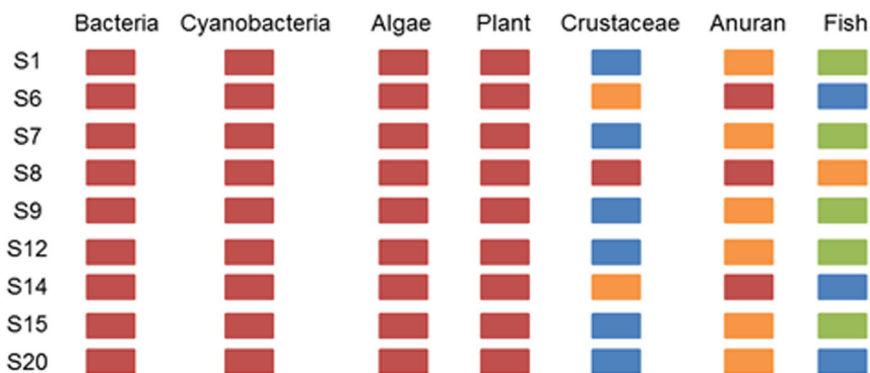 Bacteria Cyanobacteria Algae Plant Crustaceae Anuran Fish
S1
S6
S7
S8
S9
S12
S14
S15
S20